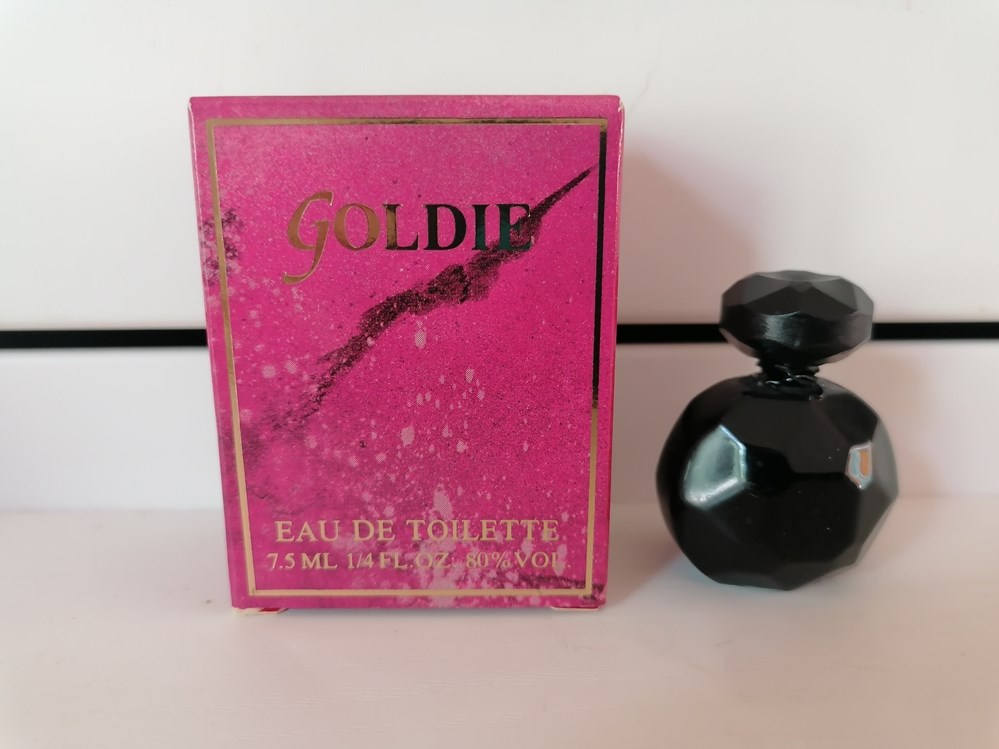 GOLDIE
EAU DE TOILETTE
7.5 ML 1/4 FL.OZ. 80% VOL.